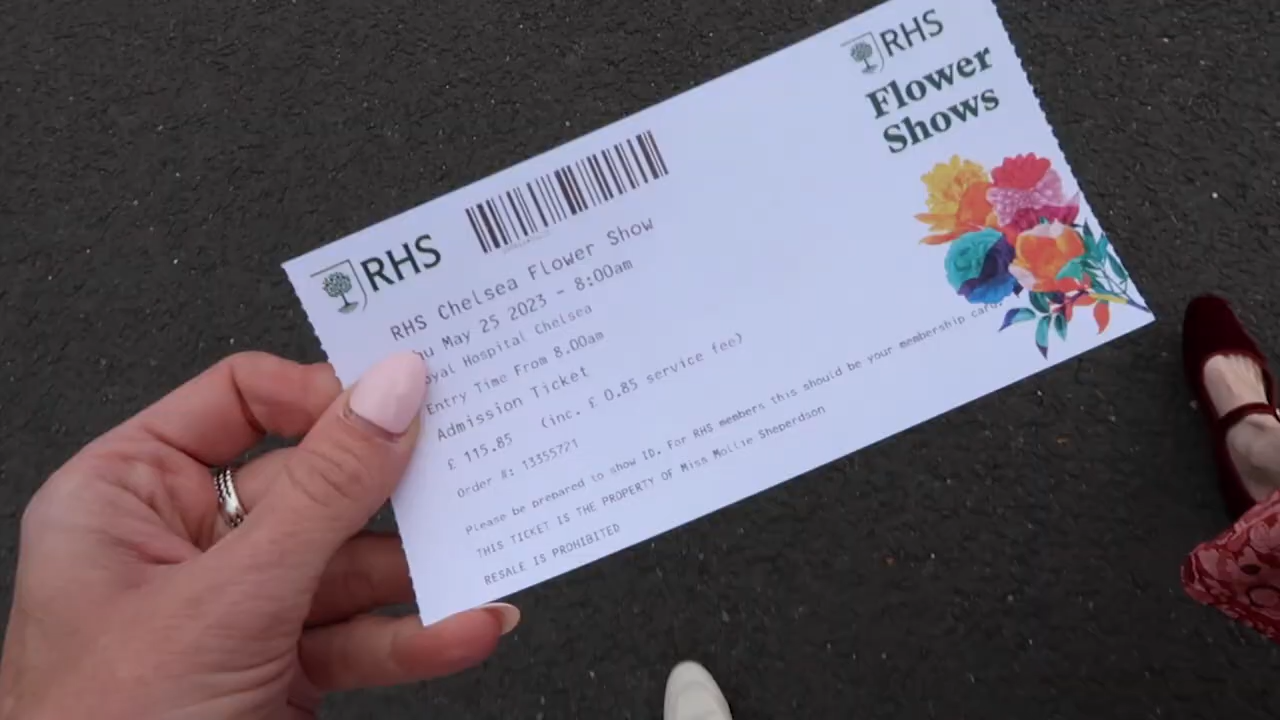 RHS
RHS Chelsea Flower Show
May 25 2023 - 8:00am
Hospital Chelsea
Entry Time From 8.00am
Admission Ticket
£ 115.85 (inc. £ 0.85 service fee)
Order #: 13355721
Please be prepared to show ID. For RHS members this should be your membership card.
THIS TICKET IS THE PROPERTY OF Miss Mollie Sheperdson
RESALE IS PROHIBITED
RHS
Flower
Shows